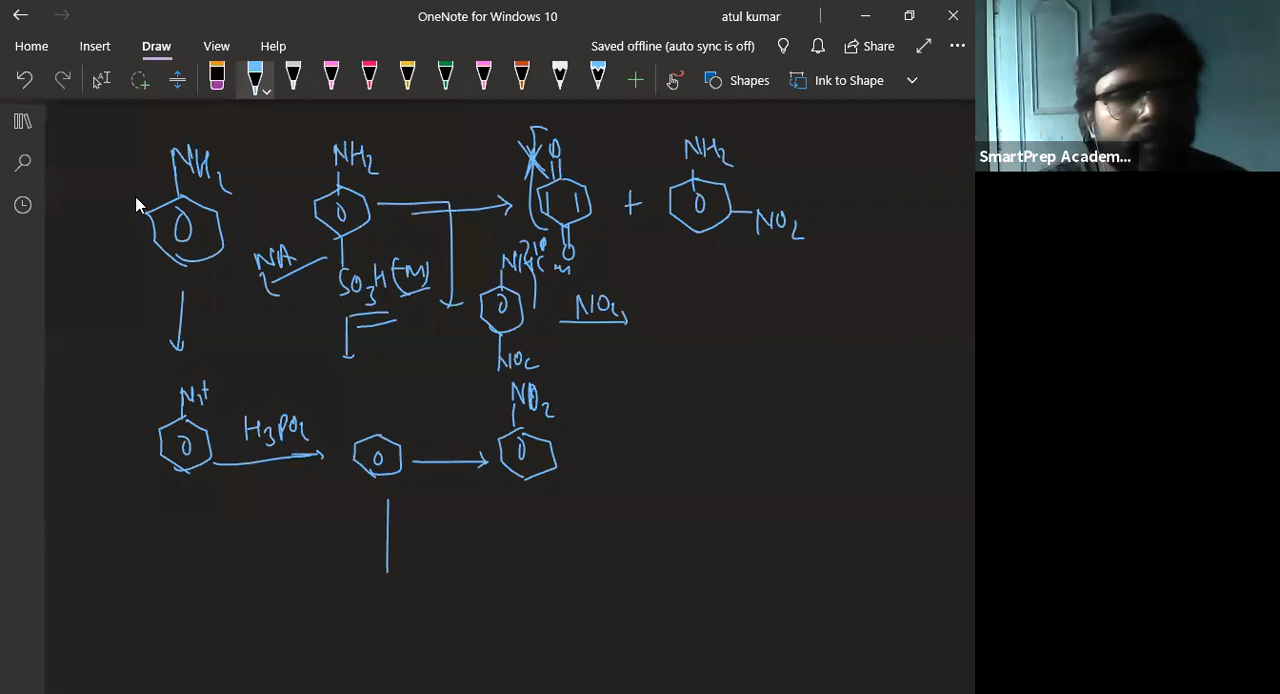 OneNote for Windows 10
atul kumar
Home
Insert
Draw
View
Help
Saved offline (auto sync is off)
Share
Shapes
Ink to Shape
SmartPrep Academ...
NH2
NH2
O
NH2
+
NO2
O
NA
SO3H(-M)
NO2
NO2
H3PO2